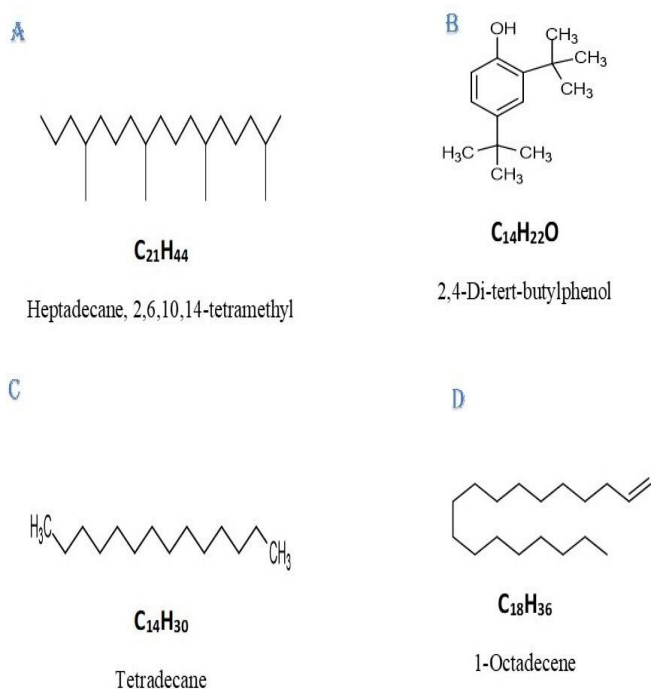 A
C₂₁H₄₄
Heptadecane, 2,6,10,14-tetramethyl
B
OH
CH₃
CH₃
CH₃
H₃C
CH₃
CH₃
C₁₄H₂₂O
2,4-Di-tert-butylphenol
C
H₃C
CH₃
C₁₄H₃₀
Tetradecane
D
C₁₈H₃₆
1-Octadecene